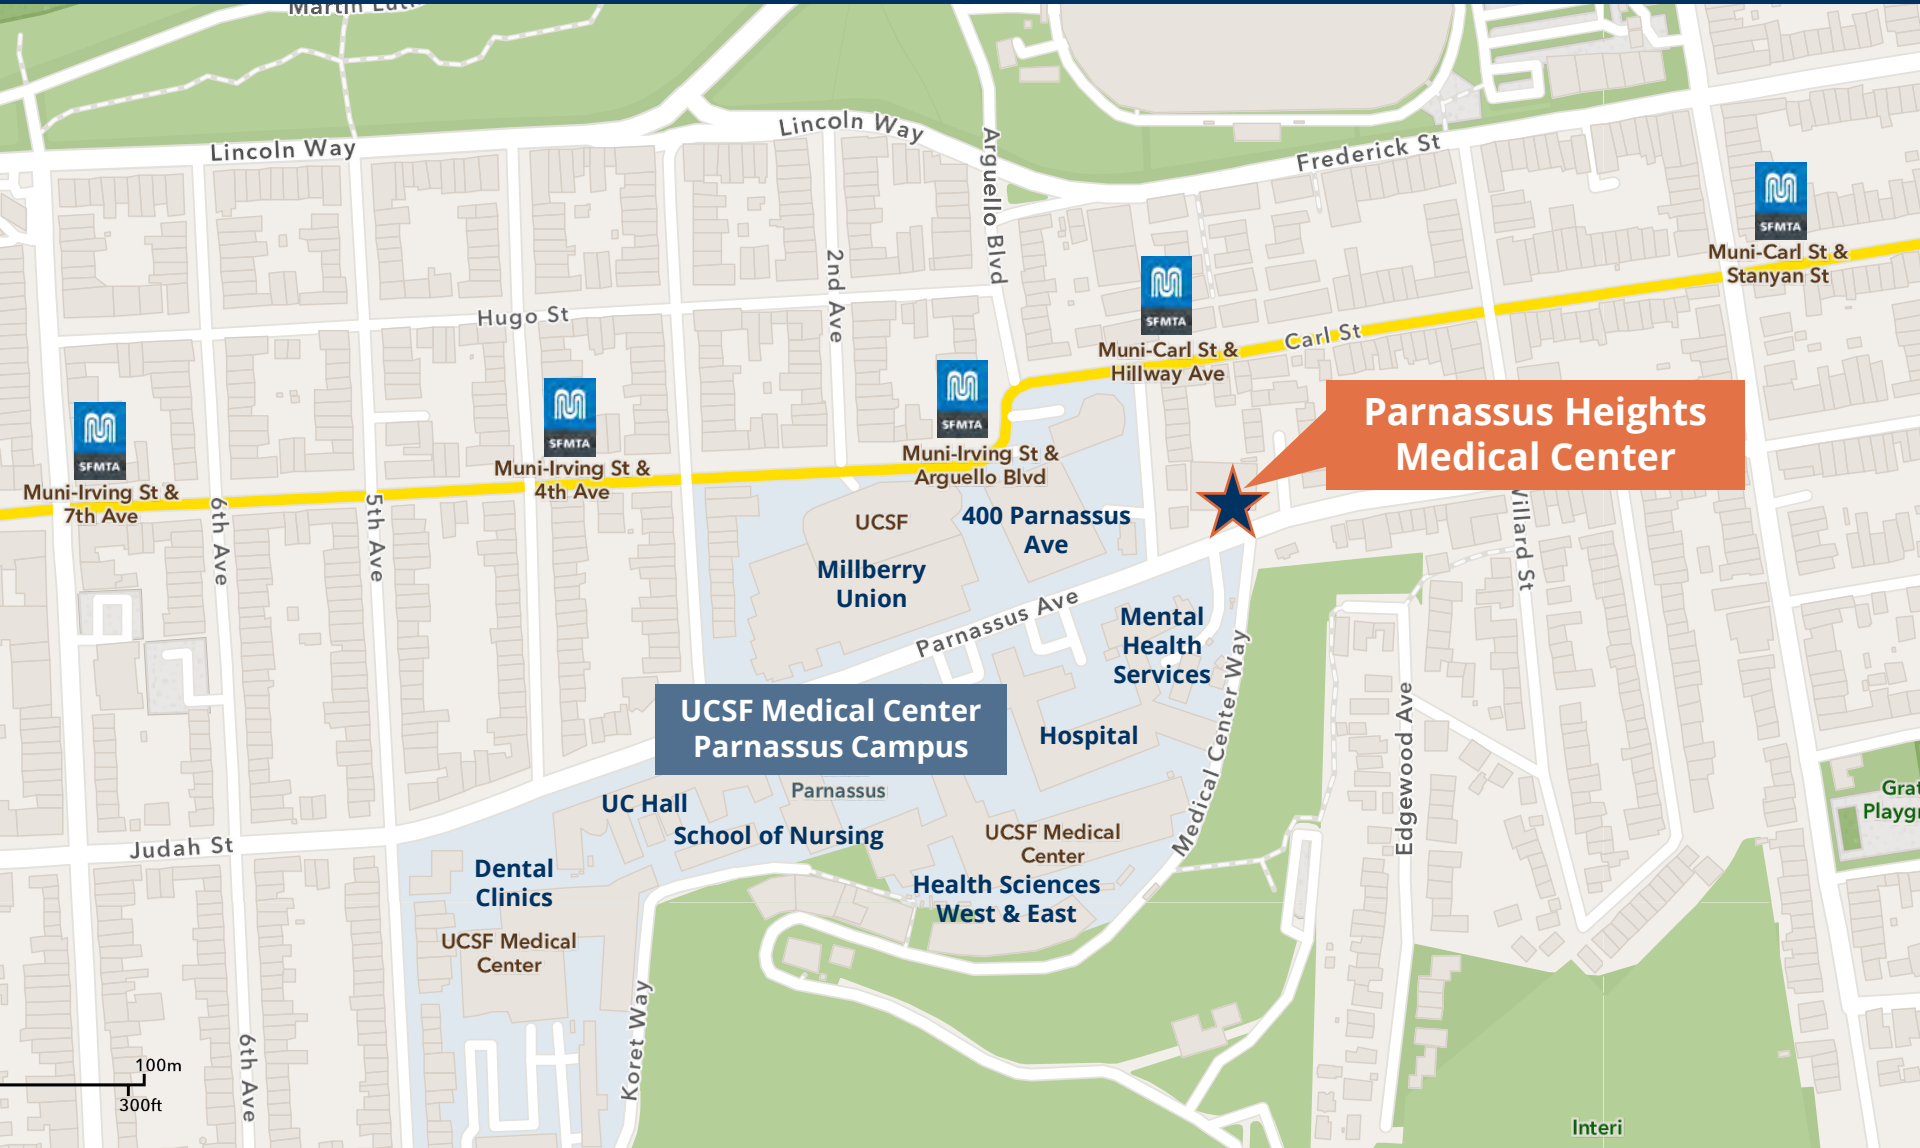 Lincoln Way
Lincoln Way
Arguello Blvd
Frederick St
SFMTA
Muni-Carl St &
Stanyan St
2nd Ave
Hugo St
SFMTA
Muni-Carl St &
Hillway Ave
Carl St
SFMTA
Muni-Irving St &
7th Ave
SFMTA
Muni-Irving St &
4th Ave
SFMTA
Muni-Irving St &
Arguello Blvd
Parnassus Heights
Medical Center
6th Ave
5th Ave
UCSF
400 Parnassus
Ave
Millberry
Union
Parnassus Ave
Mental
Health
Services
Willard St
Medical Center Way
Edgewood Ave
UCSF Medical Center
Parnassus Campus
Hospital
Parnassus
UC Hall
School of Nursing
UCSF Medical
Center
Judah St
Dental
Clinics
Health Sciences
West & East
UCSF Medical
Center
Koret Way
6th Ave
100m
300ft